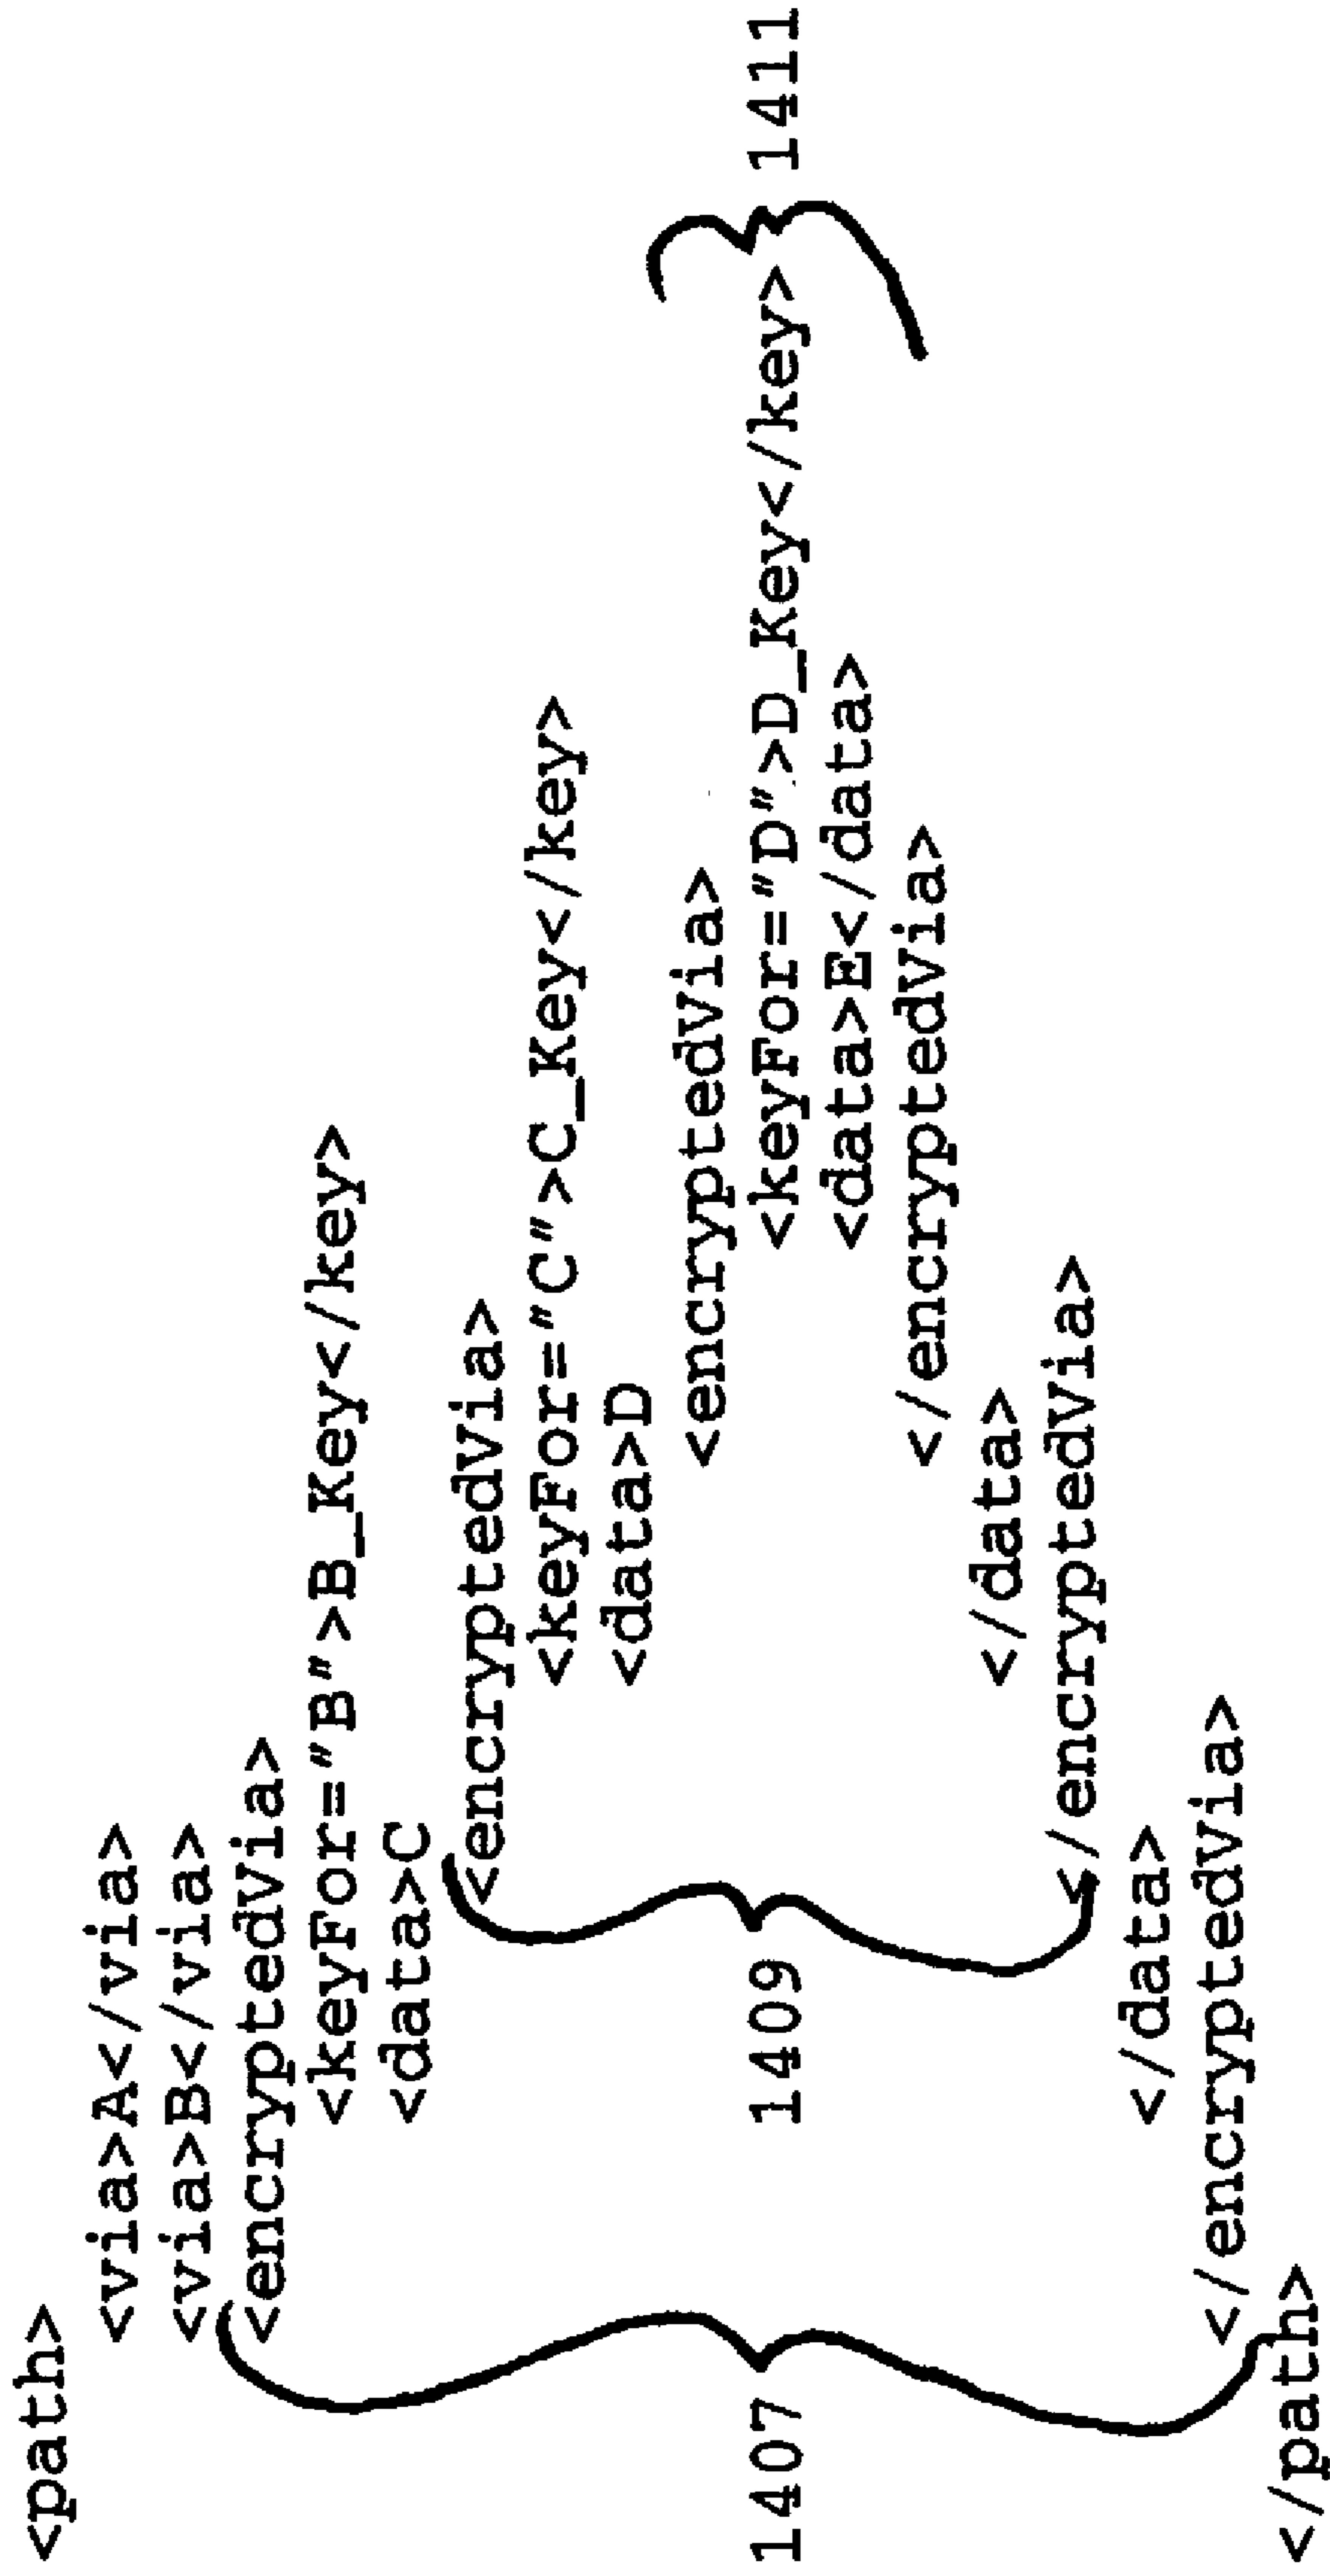 <path>
<via>A</via>
<via>B</via>
<encryptedVia>
<keyFor="B">B_Key</key>
<data>C
<encryptedVia>
<keyFor="C">C_Key</key>
<data>D
<encryptedVia>
<keyFor="D">D_Key</key>
<data>E</data>
</encryptedVia>
</data>
</encryptedVia>
</data>
</encryptedVia>
</path>
1407
1409
1411